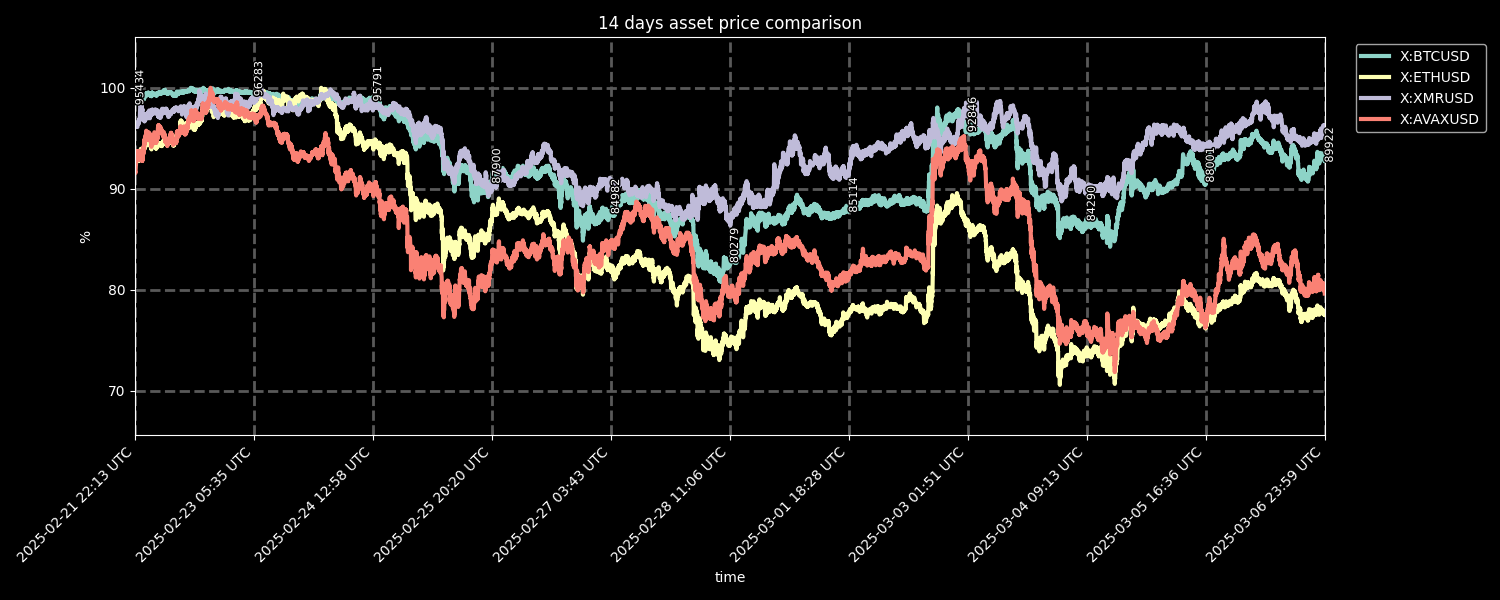 14 days asset price comparison
X:BTCUSD
X:ETHUSD
X:XMRUSD
X:AVAXUSD
%
100
90
80
70
95434
96283
95791
87900
84982
80279
85114
92846
84290
88001
89922
2025-02-21 22:13 UTC
2025-02-23 05:35 UTC
2025-02-24 12:58 UTC
2025-02-25 20:20 UTC
2025-02-27 03:43 UTC
2025-02-28 11:06 UTC
2025-03-01 18:28 UTC
2025-03-03 01:51 UTC
2025-03-04 09:13 UTC
2025-03-05 16:36 UTC
2025-03-06 23:59 UTC
time